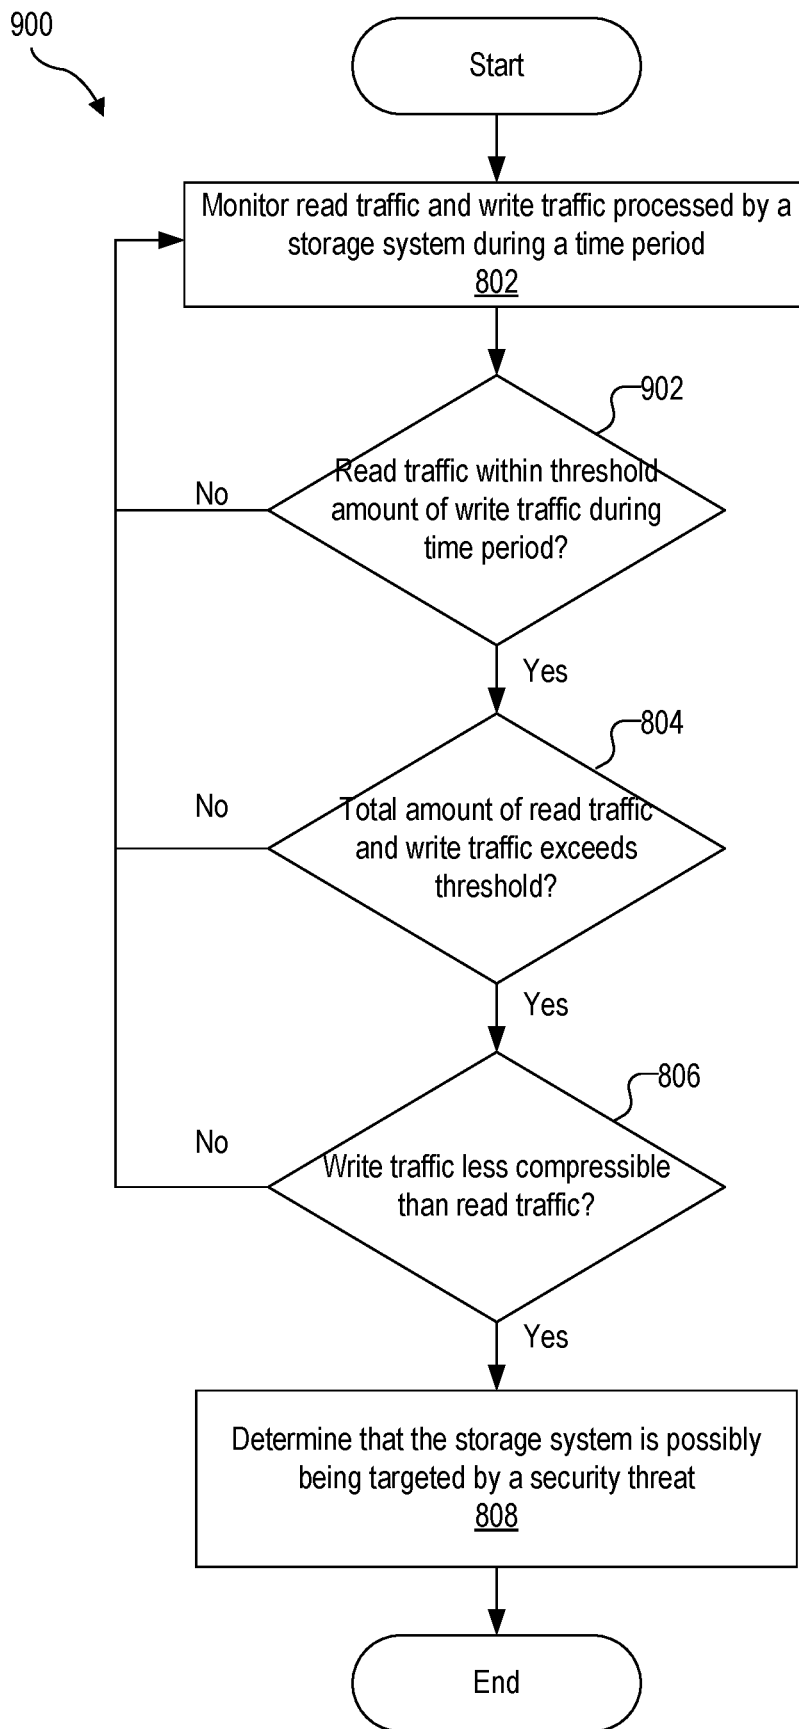 900
Start
Monitor read traffic and write traffic processed by a
storage system during a time period
802
902
Read traffic within threshold
amount of write traffic during
time period?
No
Yes
804
Total amount of read traffic
and write traffic exceeds
threshold?
No
Yes
806
Write traffic less compressible
than read traffic?
No
Yes
Determine that the storage system is possibly
being targeted by a security threat
808
End